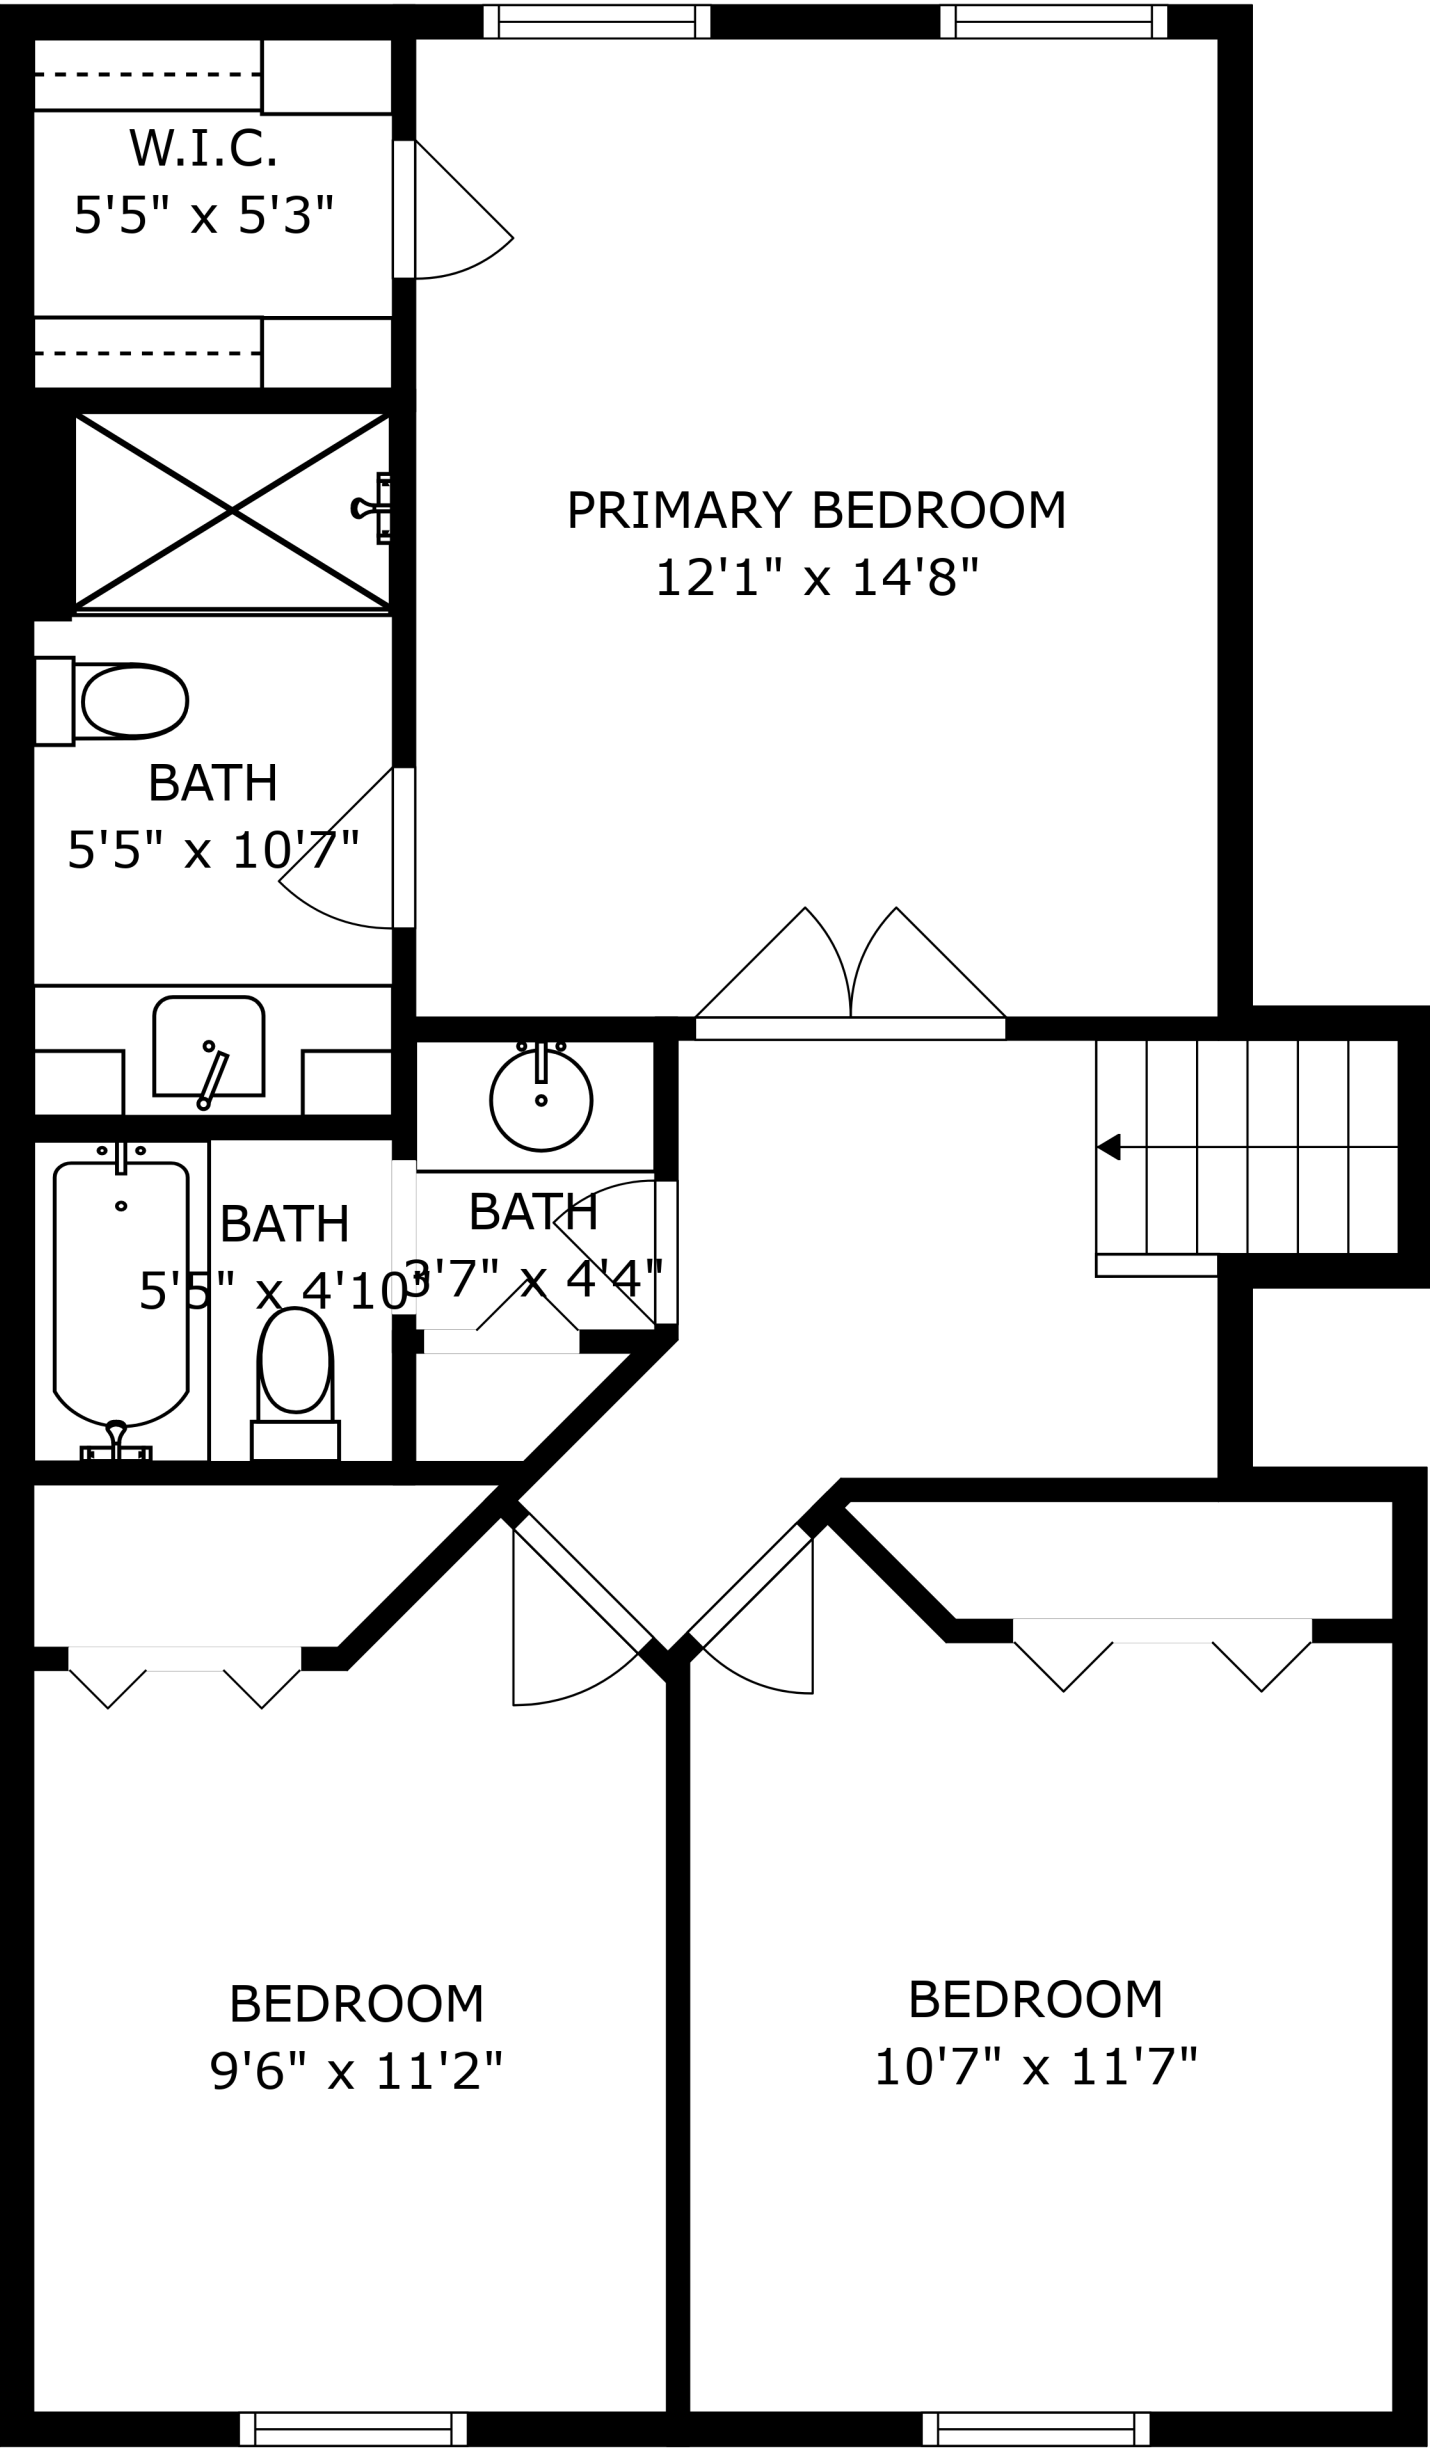 W.I.C.
5'5" x 5'3"
PRIMARY BEDROOM
12'1" x 14'8"
BATH
5'5" x 10'7"
BATH
5'5" x 4'10"
BATH
3'7" x 4'4"
BEDROOM
9'6" x 11'2"
BEDROOM
10'7" x 11'7"